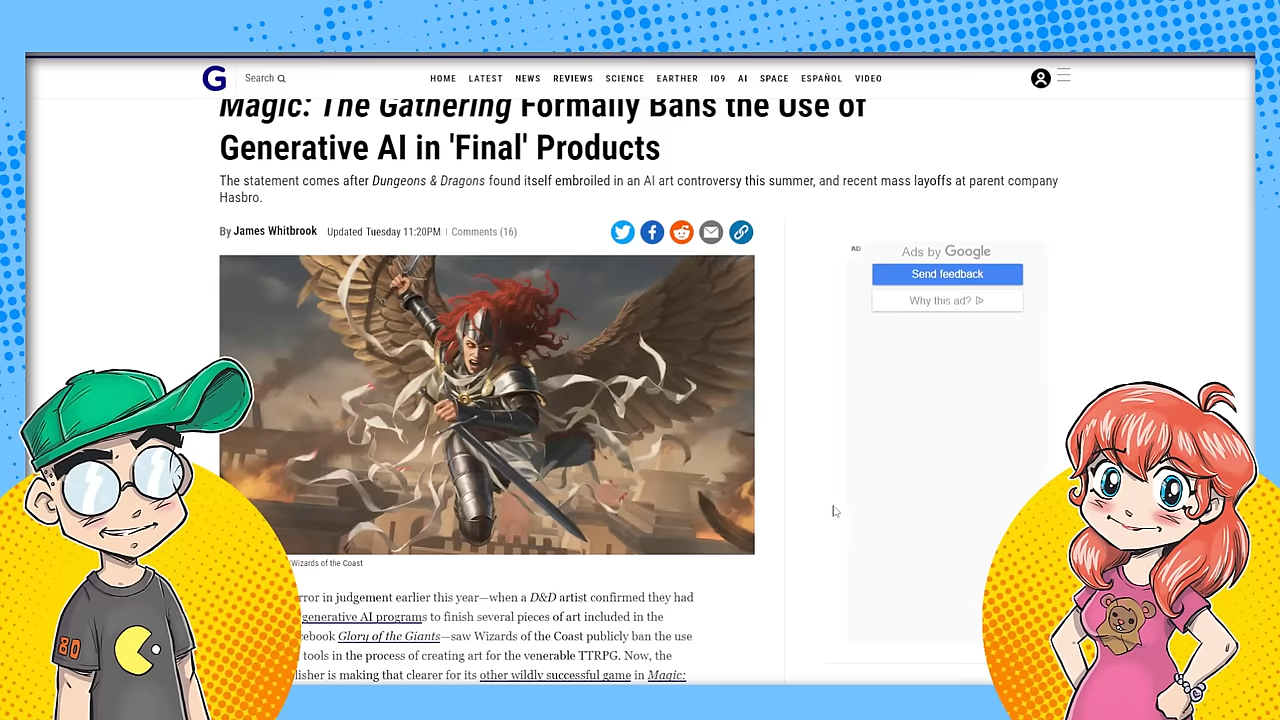 G Search HOME LATEST NEWS REVIEWS SCIENCE EARTHER IO9 AI SPACE ESPAÑOL VIDEO
Magic: The Gathering Formally Bans the Use of
Generative AI in 'Final' Products
The statement comes after Dungeons & Dragons found itself embroiled in an AI art controversy this summer, and recent mass layoffs at parent company
Hasbro.
By James Whitbrook Updated Tuesday 11:20PM | Comments (16)
AD
Ads by Google
Send feedback
Why this ad?
Wizards of the Coast
rror in judgement earlier this year—when a D&D artist confirmed they had
generative AI programs to finish several pieces of art included in the
cebook Glory of the Giants—saw Wizards of the Coast publicly ban the use
tools in the process of creating art for the venerable TTRPG. Now, the
lisher is making that clearer for its other wildly successful game in Magic:
80